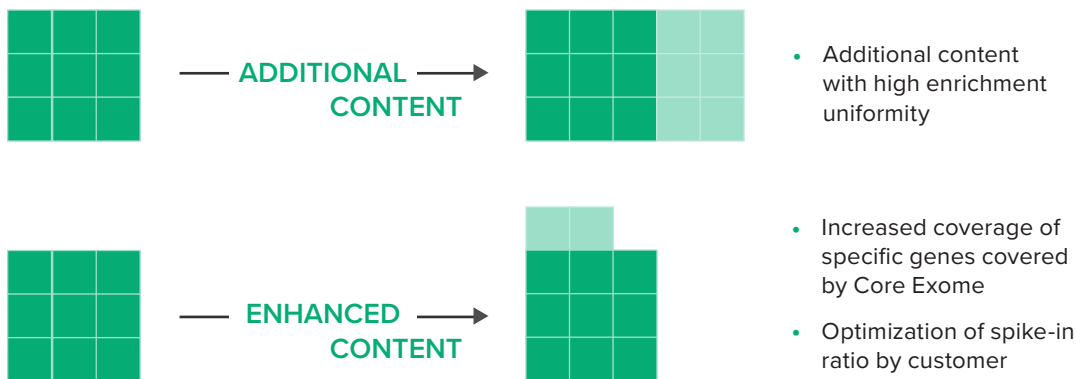 ADDITIONAL
CONTENT
• Additional content
with high enrichment
uniformity
ENHANCED
CONTENT
• Increased coverage of
specific genes covered
by Core Exome
• Optimization of spike-in
ratio by customer